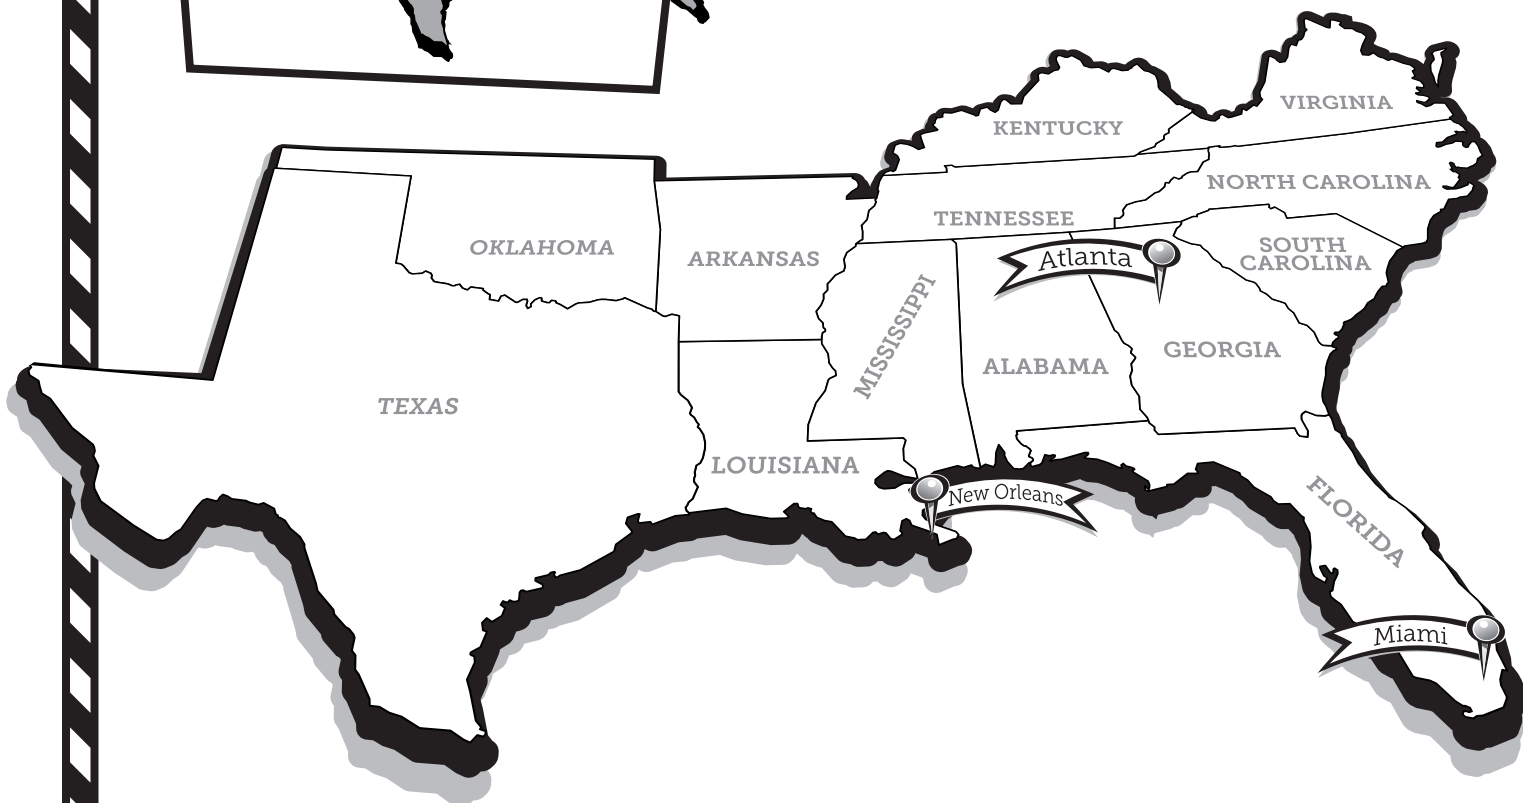 VIRGINIA
KENTUCKY
NORTH CAROLINA
TENNESSEE
OKLAHOMA
ARKANSAS
SOUTH
CAROLINA
Atlanta
MISSISSIPPI
ALABAMA
GEORGIA
TEXAS
LOUISIANA
New Orleans
FLORIDA
Miami